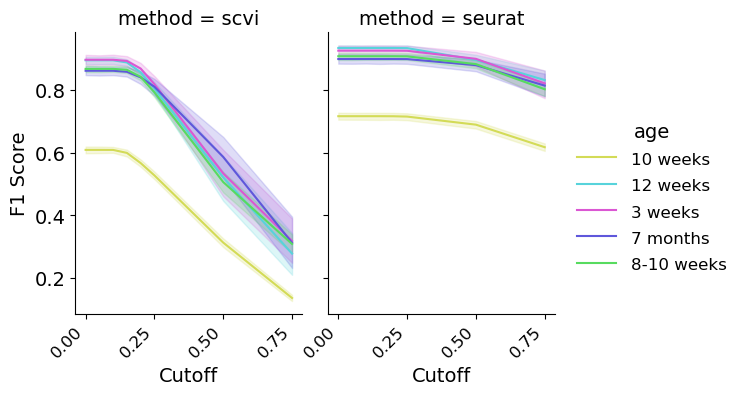 method = scvi
method = seurat
F1 Score
0.8
0.6
0.4
0.2
0.00
0.25
0.50
0.75
0.00
0.25
0.50
0.75
Cutoff
Cutoff
age
10 weeks
12 weeks
3 weeks
7 months
8-10 weeks